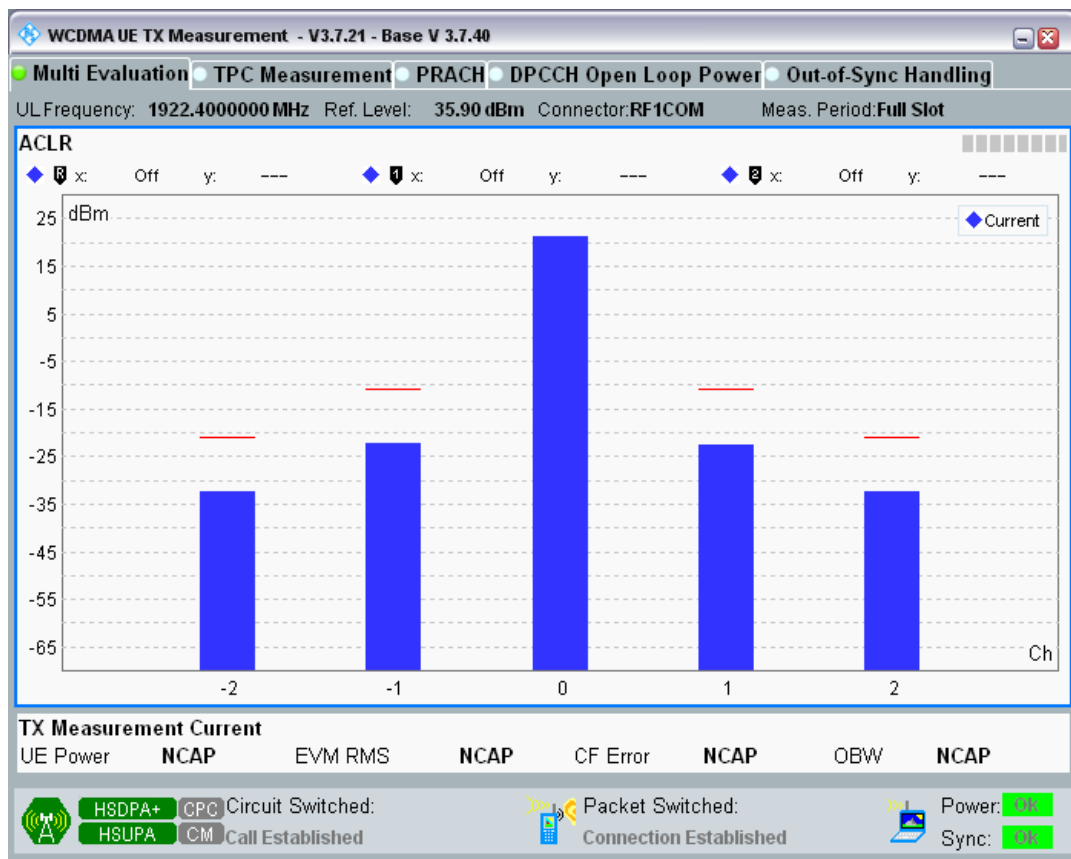 WCDMA UE TX Measurement - V3.7.21 - Base V 3.7.40
Multi Evaluation TPC Measurement PRACH DPCCH Open Loop Power Out-of-Sync Handling
UL Frequency: 1922.4000000 MHz Ref. Level: 35.90 dBm Connector: RF1COM Meas. Period: Full Slot
ACLR
R x: Off y: --- 1 x: Off y: --- 2 x: Off y: ---
dBm
Current
25
15
5
-5
-15
-25
-35
-45
-55
-65
Ch
-2 -1 0 1 2
TX Measurement Current
UE Power NCAP EVM RMS NCAP CF Error NCAP OBW NCAP
HSDPA+ CPC Circuit Switched: Packet Switched: Power: OK
HSUPA CM Call Established Connection Established Sync: OK